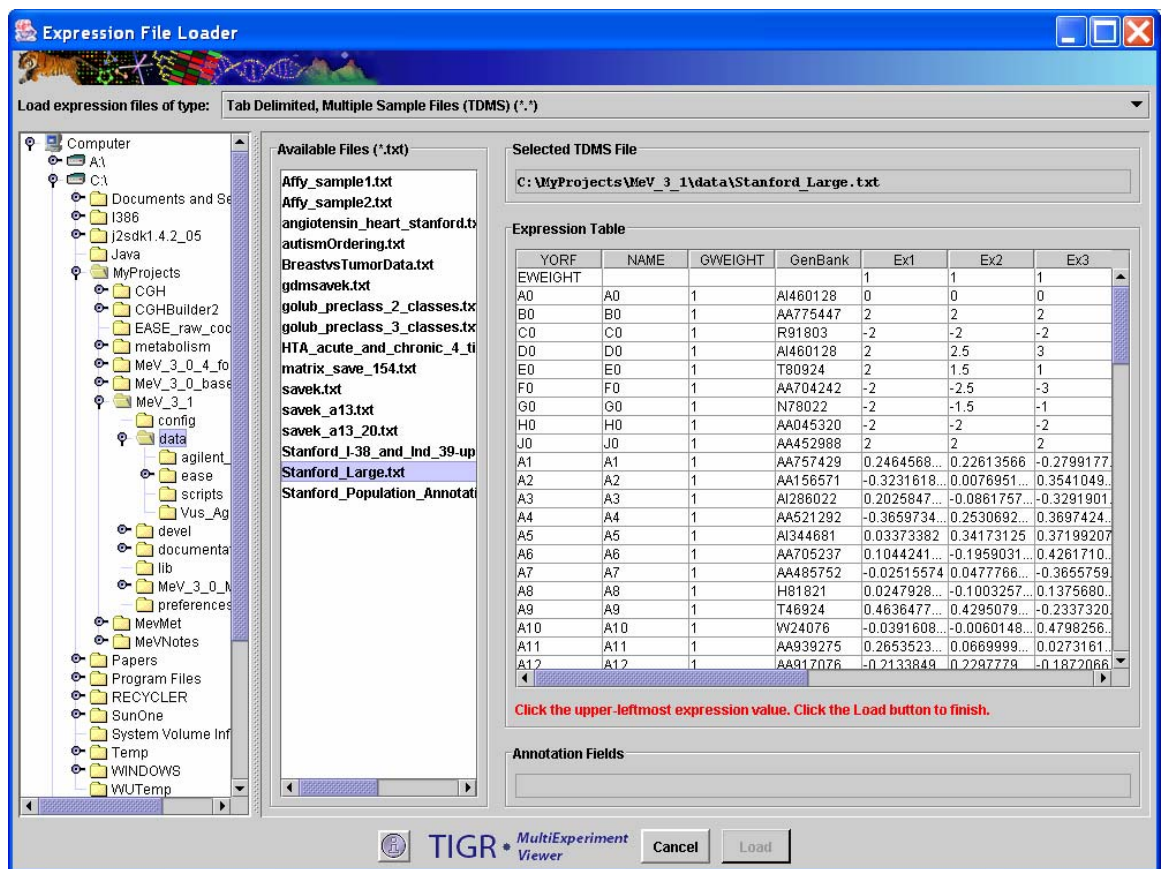 Expression File Loader
Load expression files of type: Tab Delimited, Multiple Sample Files (TDMS) (*.*)
Computer
A:\
C:\
Documents and Se
I386
j2sdk1.4.2_05
Java
MyProjects
CGH
CGHBuilder2
EASE_raw_coc
metabolism
MeV_3_0_4_fo
MeV_3_0_base
MeV_3_1
config
data
agilent_
ease
scripts
Vus_Ag
devel
documenta
lib
MeV_3_0_M
preferences
MevMet
MeVNotes
Papers
Program Files
RECYCLER
SunOne
System Volume Inf
Temp
WINDOWS
WUTemp
Available Files (*.txt)
Affy_sample1.txt
Affy_sample2.txt
angiotensin_heart_stanford.tx
autismOrdering.txt
BreastvsTumorData.txt
gdmsavek.txt
golub_preclass_2_classes.tx
golub_preclass_3_classes.tx
HTA_acute_and_chronic_4_ti
matrix_save_154.txt
savek.txt
savek_a13.txt
savek_a13_20.txt
Stanford_I-38_and_Ind_39-up
Stanford_Large.txt
Stanford_Population_Annotati
Selected TDMS File
C:\MyProjects\MeV_3_1\data\Stanford_Large.txt
Expression Table
YORF NAME GWEIGHT GenBank Ex1 Ex2 Ex3
EWEIGHT 1 1 1
A0 A0 1 AI460128 0 0 0
B0 B0 1 AA775447 2 2 2
C0 C0 1 R91803 -2 -2 -2
D0 D0 1 AI460128 2 2.5 3
E0 E0 1 T80924 2 1.5 1
F0 F0 1 AA704242 -2 -2.5 -3
G0 G0 1 N78022 -2 -1.5 -1
H0 H0 1 AA045320 -2 -2 -2
J0 J0 1 AA452988 2 2 2
A1 A1 1 AA757429 0.2464568... 0.22613566 -0.2799177.
A2 A2 1 AA156571 -0.3231618... 0.0076951... 0.3541049..
A3 A3 1 AI286022 0.2025847... -0.0861757... -0.3291901.
A4 A4 1 AA521292 -0.3659734... 0.2530692... 0.3697424..
A5 A5 1 AI344681 0.03373382 0.34173125 0.37199207
A6 A6 1 AA705237 0.1044241... -0.1959031... 0.4261710..
A7 A7 1 AA485752 -0.02515574 0.0477766... -0.3655759.
A8 A8 1 H81821 0.0247928... -0.1003257... 0.1375680..
A9 A9 1 T46924 0.4636477... 0.4295079... -0.2337320.
A10 A10 1 W24076 -0.0391608... -0.0060148... 0.4798256..
A11 A11 1 AA939275 0.2653523... 0.0669999... 0.0273161..
A12 A12 1 AA917076 -0.2133849 0.2297779 -0.1872066
Click the upper-leftmost expression value. Click the Load button to finish.
Annotation Fields
TIGR • MultiExperiment Viewer
Cancel
Load